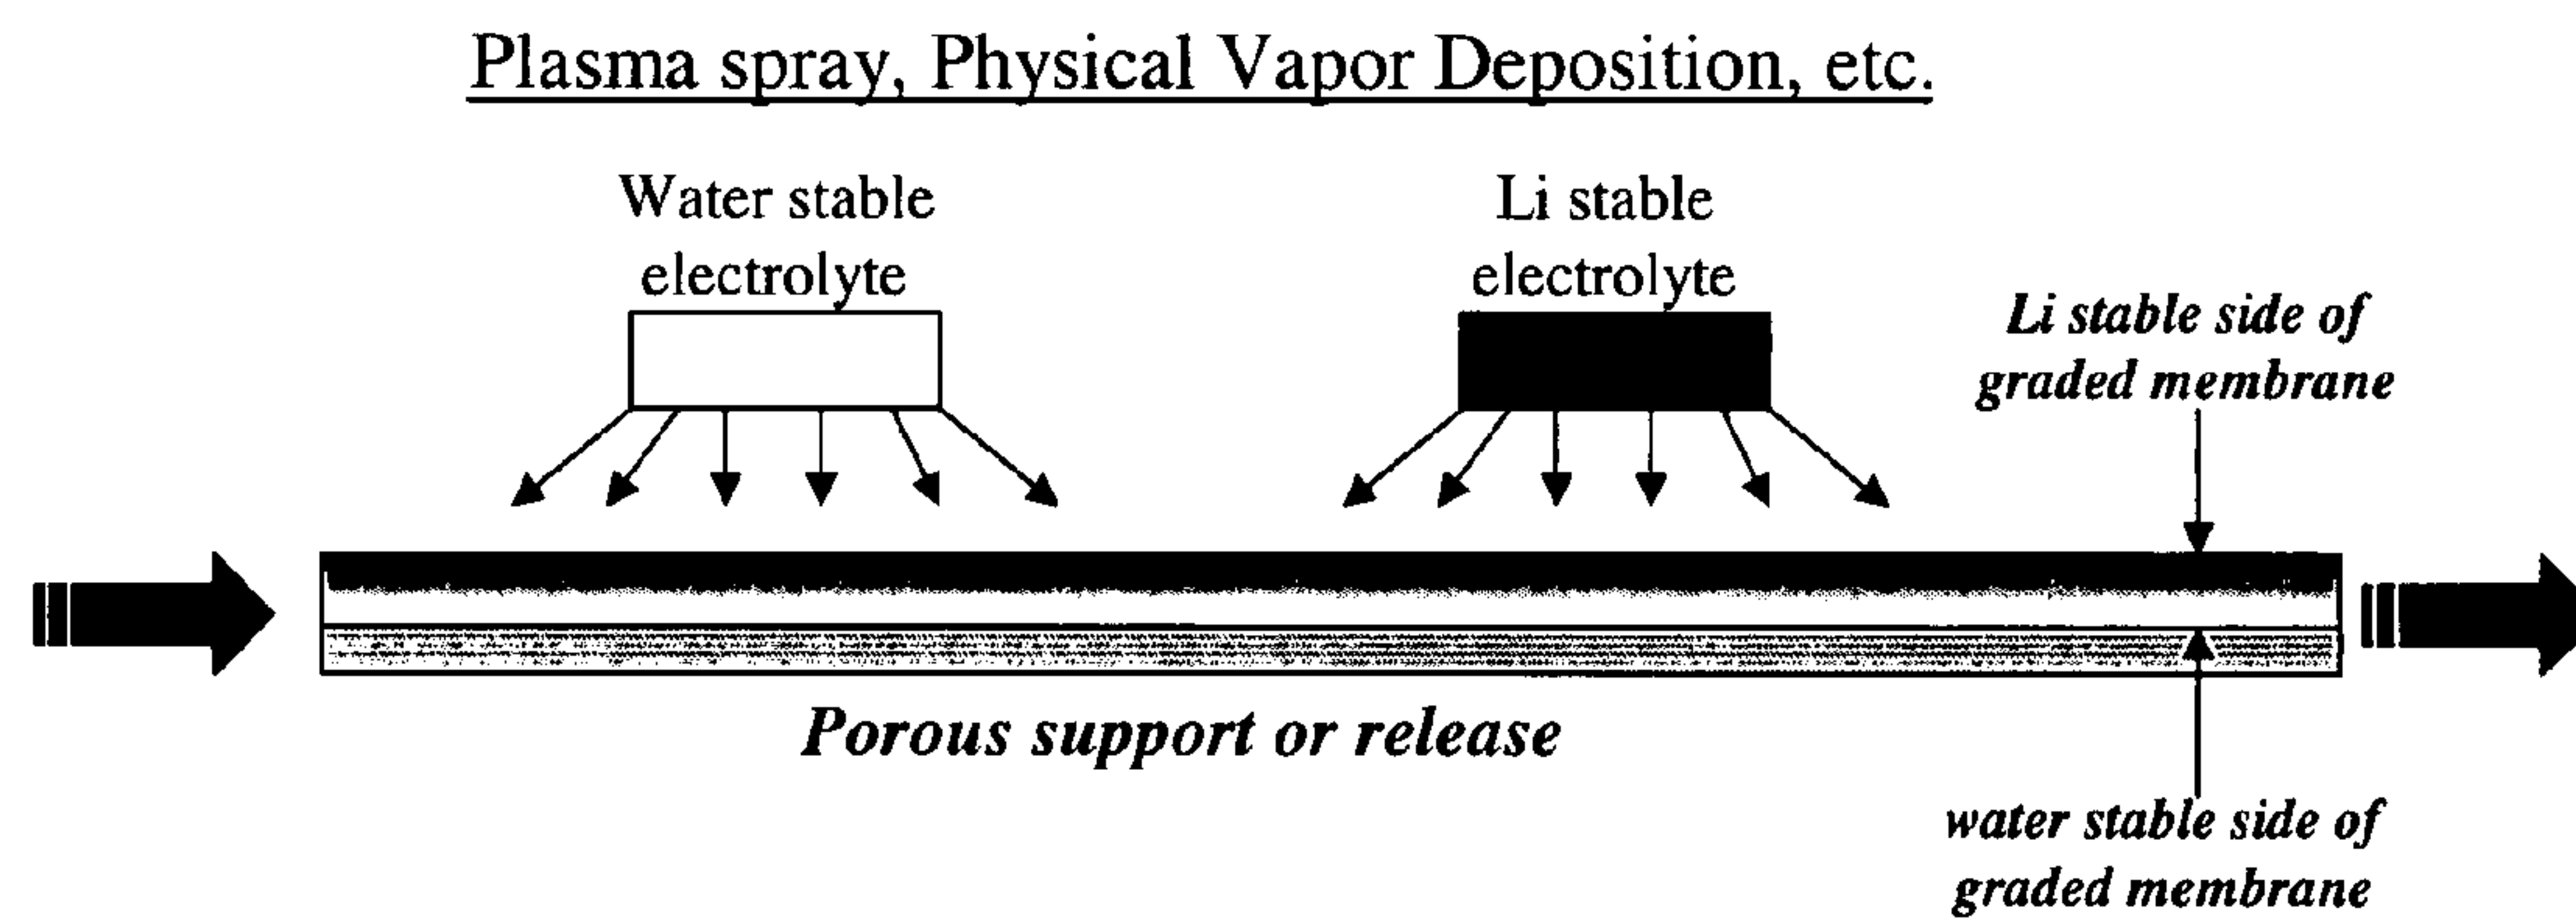 Plasma spray, Physical Vapor Deposition, etc.
Water stable
electrolyte
Li stable
electrolyte
Li stable side of
graded membrane
Porous support or release
water stable side of
graded membrane